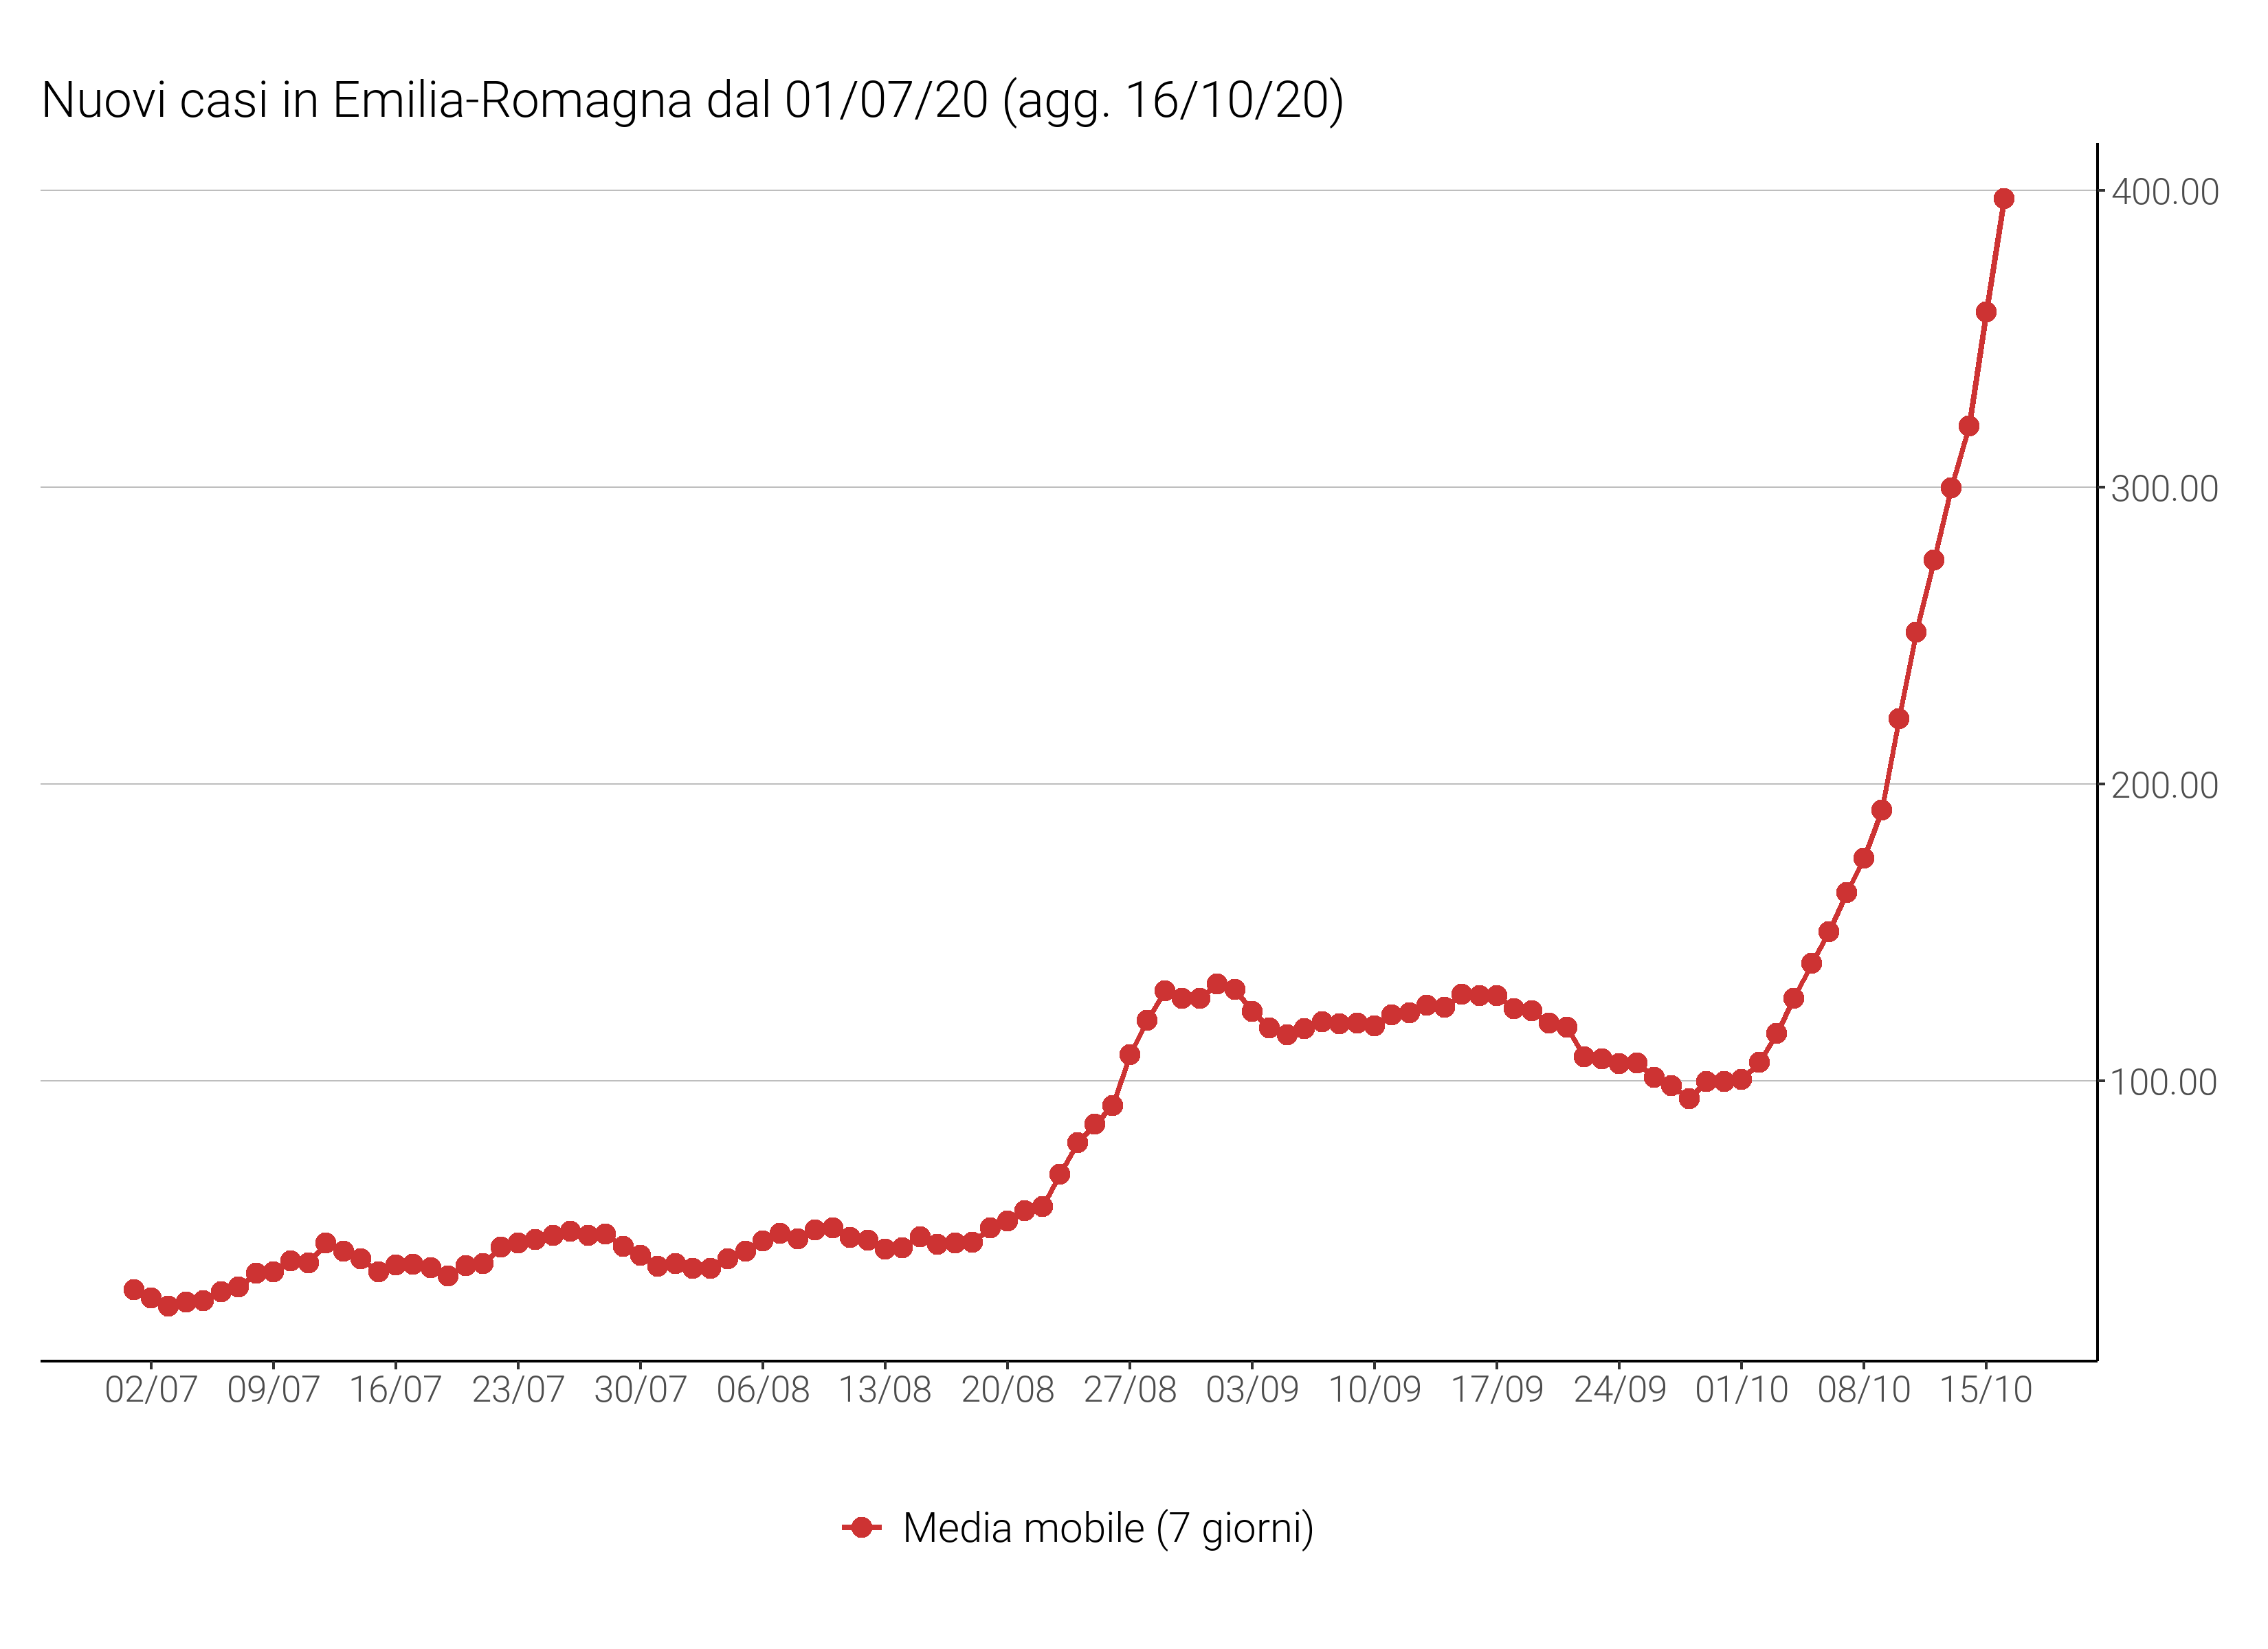 Nuovi casi in Emilia-Romagna dal 01/07/20 (agg. 16/10/20)
400.00
300.00
200.00
100.00
02/07 09/07 16/07 23/07 30/07 06/08 13/08 20/08 27/08 03/09 10/09 17/09 24/09 01/10 08/10 15/10
Media mobile (7 giorni)